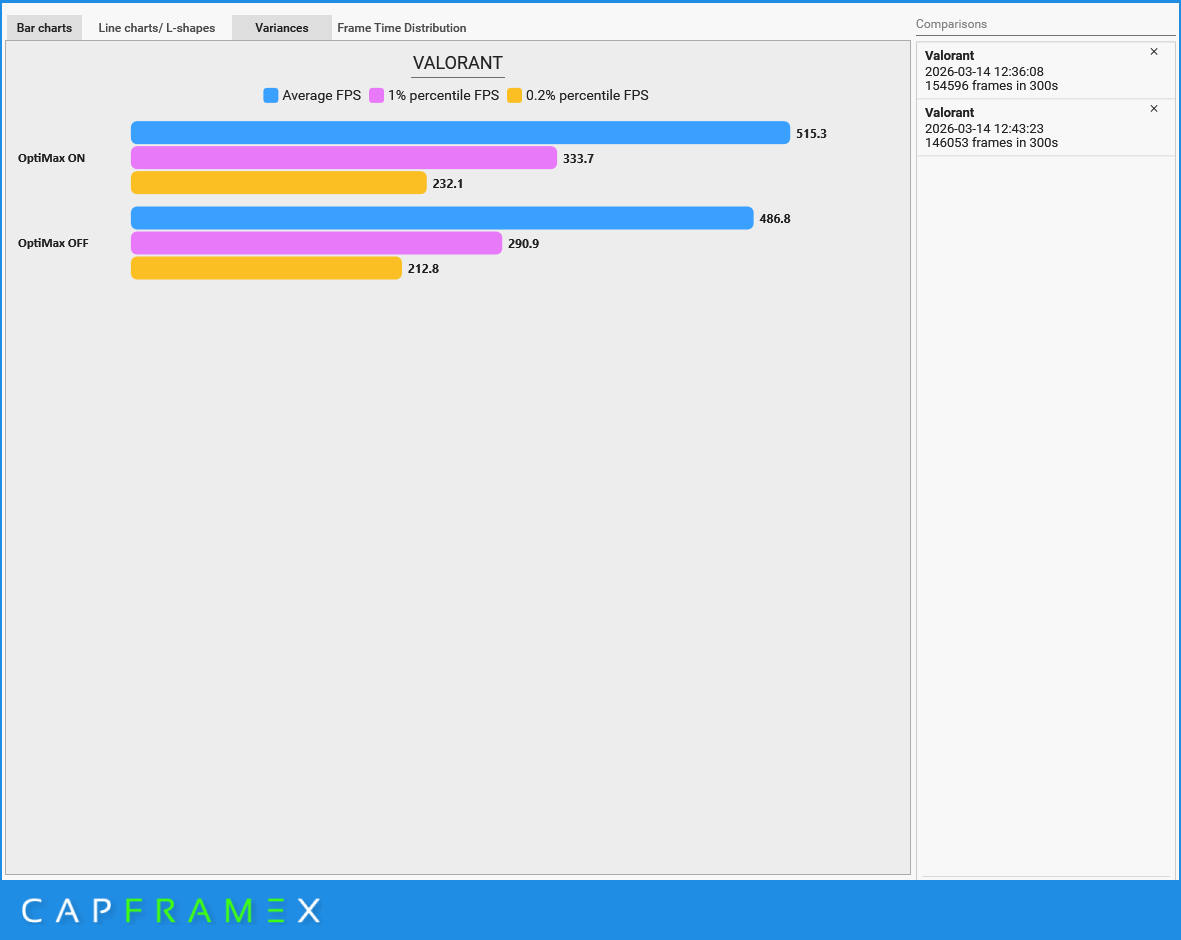 Bar charts Line charts/ L-shapes Variances Frame Time Distribution
Comparisons
VALORANT
Average FPS 1% percentile FPS 0.2% percentile FPS
OptiMax ON
515.3
333.7
232.1
OptiMax OFF
486.8
290.9
212.8
Valorant
2026-03-14 12:36:08
154596 frames in 300s
Valorant
2026-03-14 12:43:23
146053 frames in 300s
CAPFRAMEX